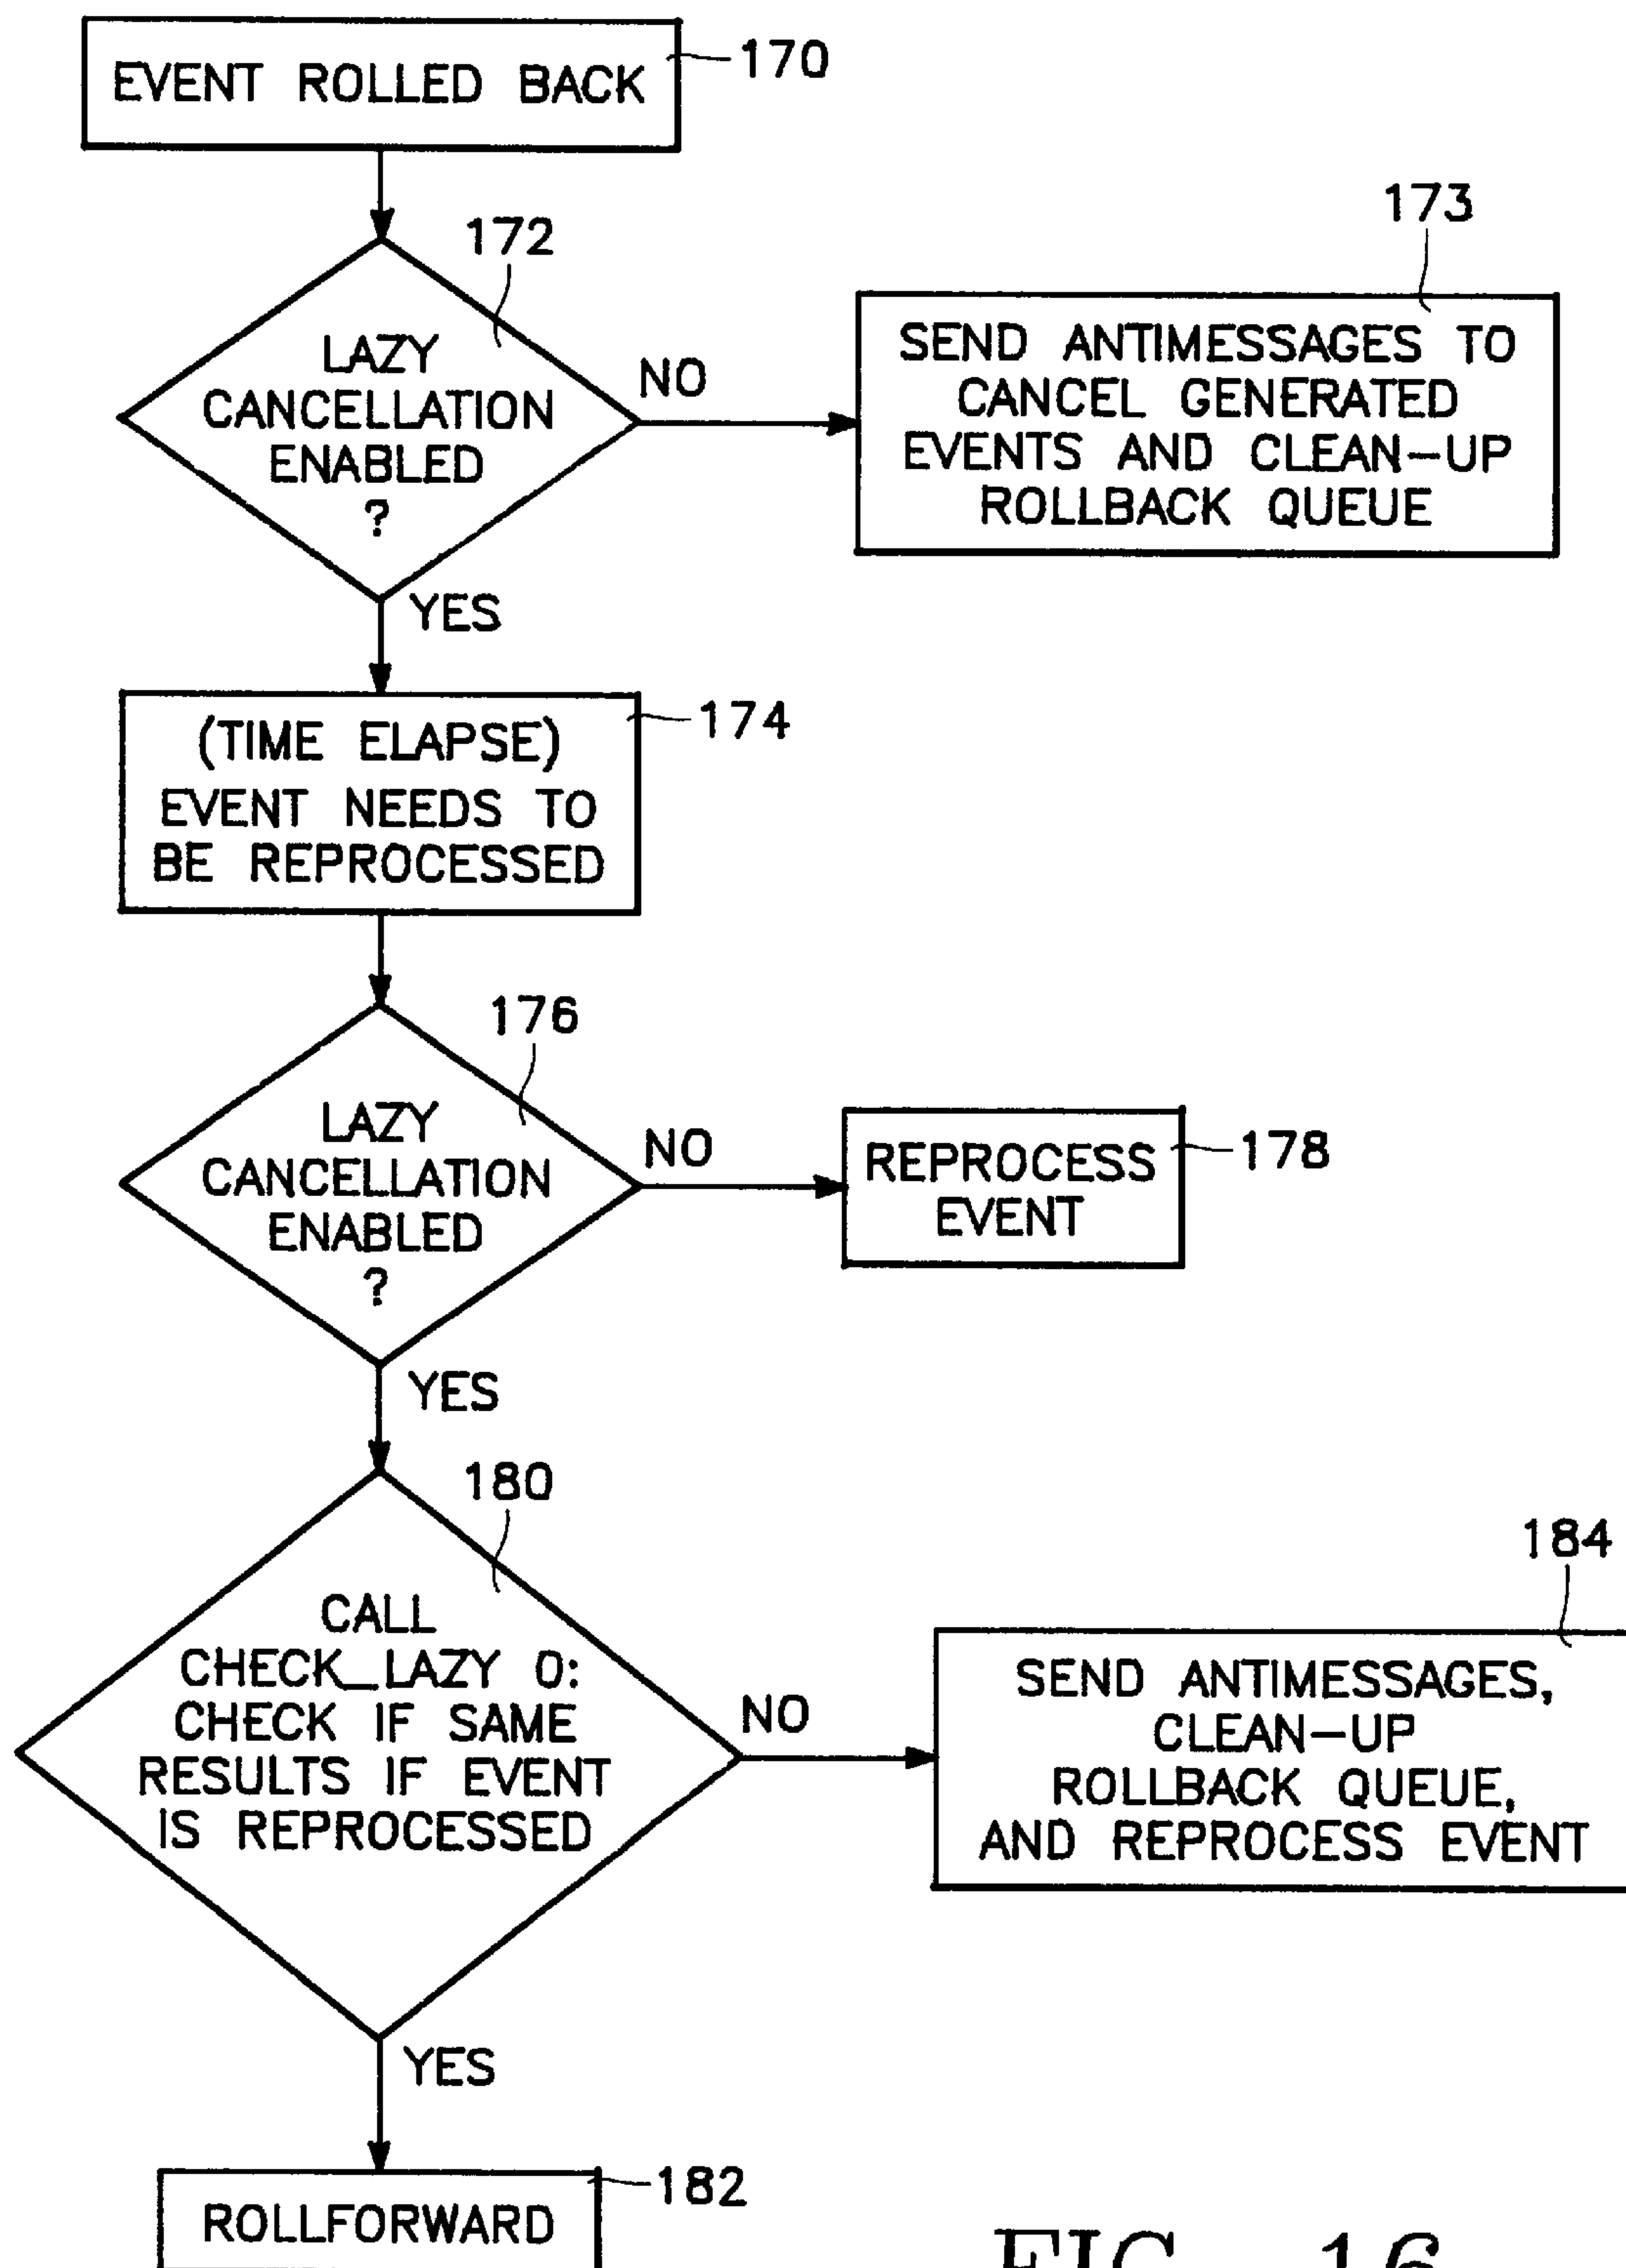 EVENT ROLLED BACK
170
172
LAZY
CANCELLATION
ENABLED
?
NO
173
SEND ANTIMESSAGES TO
CANCEL GENERATED
EVENTS AND CLEAN-UP
ROLLBACK QUEUE
YES
(TIME ELAPSE)
EVENT NEEDS TO
BE REPROCESSED
174
176
LAZY
CANCELLATION
ENABLED
?
NO
REPROCESS
EVENT
178
YES
180
CALL
CHECK_LAZY 0:
CHECK IF SAME
RESULTS IF EVENT
IS REPROCESSED
NO
184
SEND ANTIMESSAGES,
CLEAN-UP
ROLLBACK QUEUE,
AND REPROCESS EVENT
YES
ROLLFORWARD
182
FIG. 16